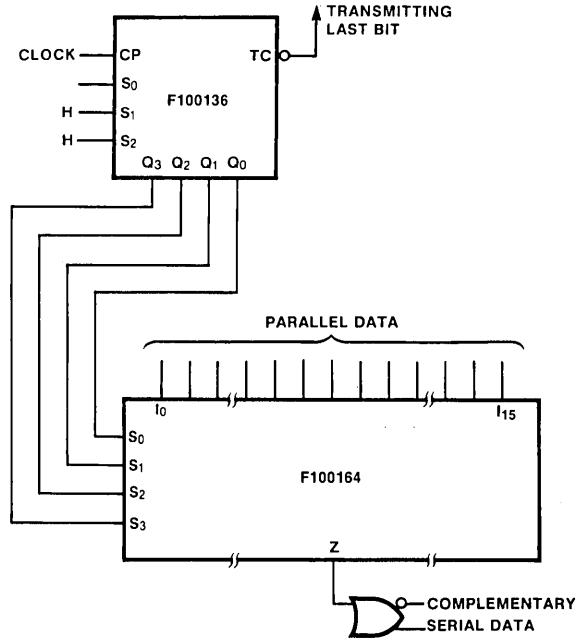 TRANSMITTING
LAST BIT
CLOCK
CP
TC
S0
F100136
H
S1
H
S2
Q3 Q2 Q1 Q0
PARALLEL DATA
I0
I15
S0
S1
F100164
S2
S3
Z
COMPLEMENTARY
SERIAL DATA